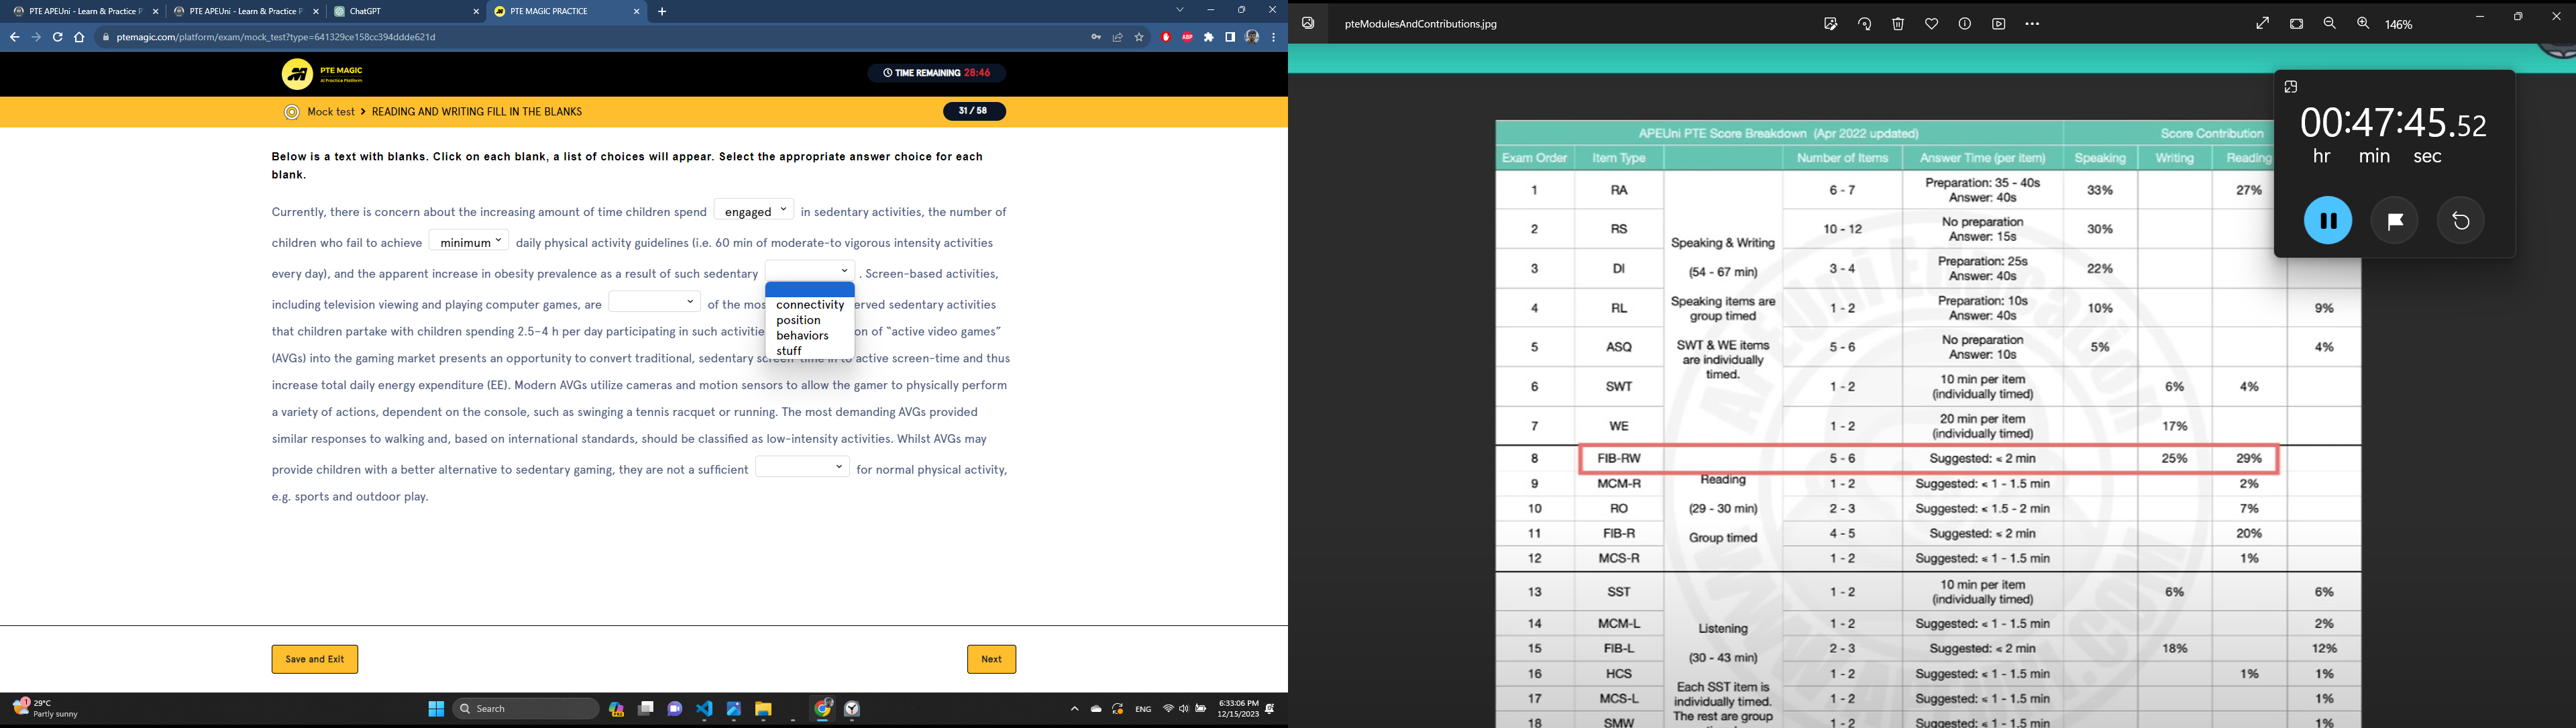 PTE APEUni - Learn & Practice P
PTE APEUni - Learn & Practice P
ChatGPT
PTE MAGIC PRACTICE
ptemagic.com/platform/exam/mock_test?type=641329ce158cc394ddde621d
PTE MAGIC
AI Practice Platform
TIME REMAINING 28:46
Mock test > READING AND WRITING FILL IN THE BLANKS
31 / 58
Below is a text with blanks. Click on each blank, a list of choices will appear. Select the appropriate answer choice for each
blank.
Currently, there is concern about the increasing amount of time children spend engaged in sedentary activities, the number of
children who fail to achieve minimum daily physical activity guidelines (i.e. 60 min of moderate-to vigorous intensity activities
every day), and the apparent increase in obesity prevalence as a result of such sedentary . Screen-based activities,
including television viewing and playing computer games, are of the mos erved sedentary activities
connectivity
position
behaviors
stuff
that children partake with children spending 2.5–4 h per day participating in such activitie on of “active video games”
(AVGs) into the gaming market presents an opportunity to convert traditional, sedentary screen-time in to active screen-time and thus
increase total daily energy expenditure (EE). Modern AVGs utilize cameras and motion sensors to allow the gamer to physically perform
a variety of actions, dependent on the console, such as swinging a tennis racquet or running. The most demanding AVGs provided
similar responses to walking and, based on international standards, should be classified as low-intensity activities. Whilst AVGs may
provide children with a better alternative to sedentary gaming, they are not a sufficient for normal physical activity,
e.g. sports and outdoor play.
Save and Exit
Next
29°C
Partly sunny
Search
ENG
6:33:06 PM
12/15/2023
pteModulesAndContributions.jpg
146%
00:47:45.52
hr min sec
APEUni PTE Score Breakdown (Apr 2022 updated) Score Contribution
Exam Order Item Type Number of Items Answer Time (per item) Speaking Writing Reading
1 RA 6 - 7 Preparation: 35 - 40s Answer: 40s 33% 27%
2 RS 10 - 12 No preparation Answer: 15s 30%
Speaking & Writing
(54 - 67 min)
3 DI 3 - 4 Preparation: 25s Answer: 40s 22%
Speaking items are
group timed
4 RL 1 - 2 Preparation: 10s Answer: 40s 10% 9%
SWT & WE items
are individually
timed.
5 ASQ 5 - 6 No preparation Answer: 15s 5% 4%
6 SWT 1 - 2 10 min per item (individually timed) 6% 4%
7 WE 1 - 2 20 min per item (individually timed) 17%
8 FIB-RW 5 - 6 Suggested: < 2 min 25% 29%
Reading
(29 - 30 min)
Group timed
9 MCM-R 1 - 2 Suggested: < 1 - 1.5 min 2%
10 RO 2 - 3 Suggested: < 1.5 - 2 min 7%
11 FIB-R 4 - 5 Suggested: < 2 min 20%
12 MCS-R 1 - 2 Suggested: < 1 - 1.5 min 1%
13 SST 1 - 2 10 min per item (individually timed) 6% 6%
Listening
(30 - 43 min)
Each SST item is
individually timed.
The rest are group
14 MCM-L 1 - 2 Suggested: < 1 - 1.5 min 2%
15 FIB-L 2 - 3 Suggested: < 2 min 18% 12%
16 HCS 1 - 2 Suggested: < 1 - 1.5 min 1% 1%
17 MCS-L 1 - 2 Suggested: < 1 - 1.5 min 1%
18 SMW 1 - 2 Suggested: < 1 - 1.5 min 1%